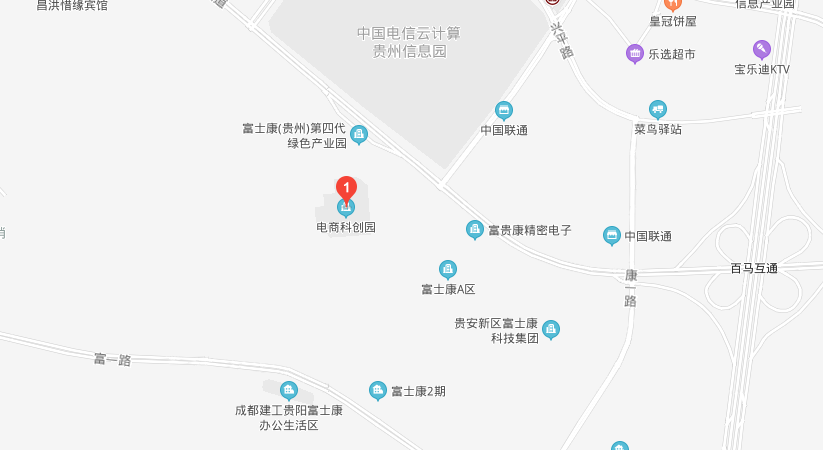 昌洪惜缘宾馆
信息产业园
皇冠饼屋
中国电信云计算
贵州信息园
兴平路
乐选超市
宝乐迪KTV
富士康(贵州)第四代
绿色产业园
中国联通
菜鸟驿站
1
电商科创园
富贵康精密电子
中国联通
百马互通
康一路
富士康A区
贵安新区富士康
科技集团
富一路
富士康2期
成都建工贵阳富士康
办公生活区